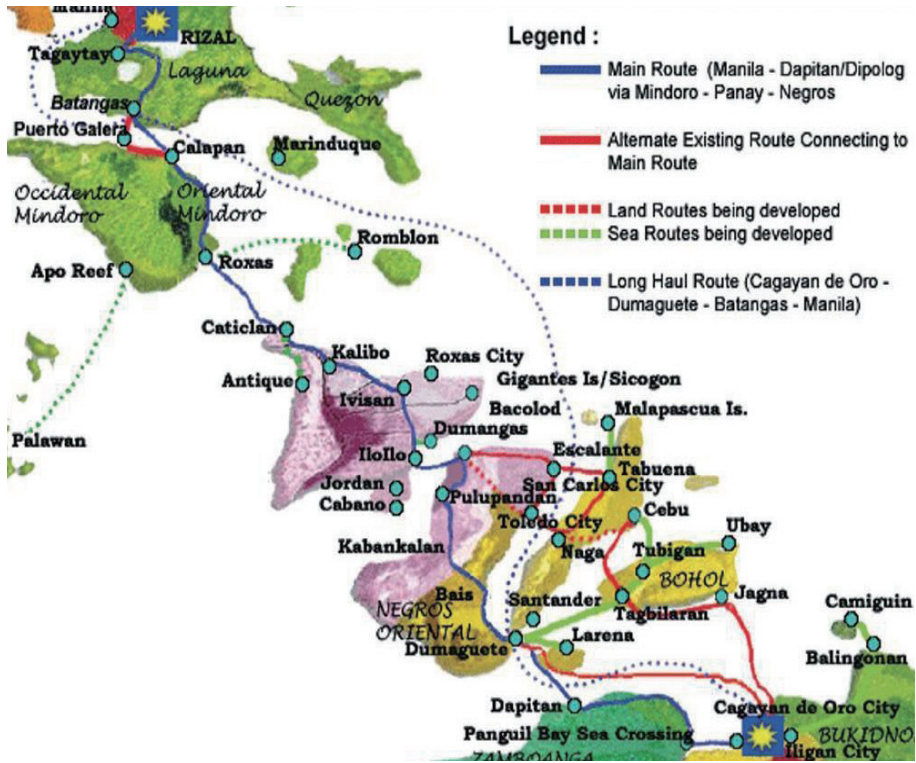 Manila
RIZAL
Tagaytay
Laguna
Quezon
Batangas
Puerto Galera
Calapan
Marinduque
Occidental
Mindoro
Oriental
Mindoro
Romblon
Apo Reef
Roxas
Caticlan
Kalibo
Roxas City
Antique
Ivisan
Gigantes Is/Sicogon
Bacolod
Malapascua Is.
Palawan
Dumangas
IloIlo
Escalante
Tabuena
Jordan
San Carlos City
Cabano
Pulupandan
Cebu
Toledo City
Ubay
Kabankalan
Naga
Tubigan
BOHOL
Bais
Santander
Jagna
NEGROS
ORIENTAL
Tagbilaran
Camiguin
Dumaguete
Larena
Balingonan
Dapitan
Cagayan de Oro City
Panguil Bay Sea Crossing
BUKIDNO
Iligan City
ZAMBOANGA
Legend :
Main Route (Manila - Dapitan/Dipolog
via Mindoro - Panay - Negros
Alternate Existing Route Connecting to
Main Route
Land Routes being developed
Sea Routes being developed
Long Haul Route (Cagayan de Oro -
Dumaguete - Batangas - Manila)